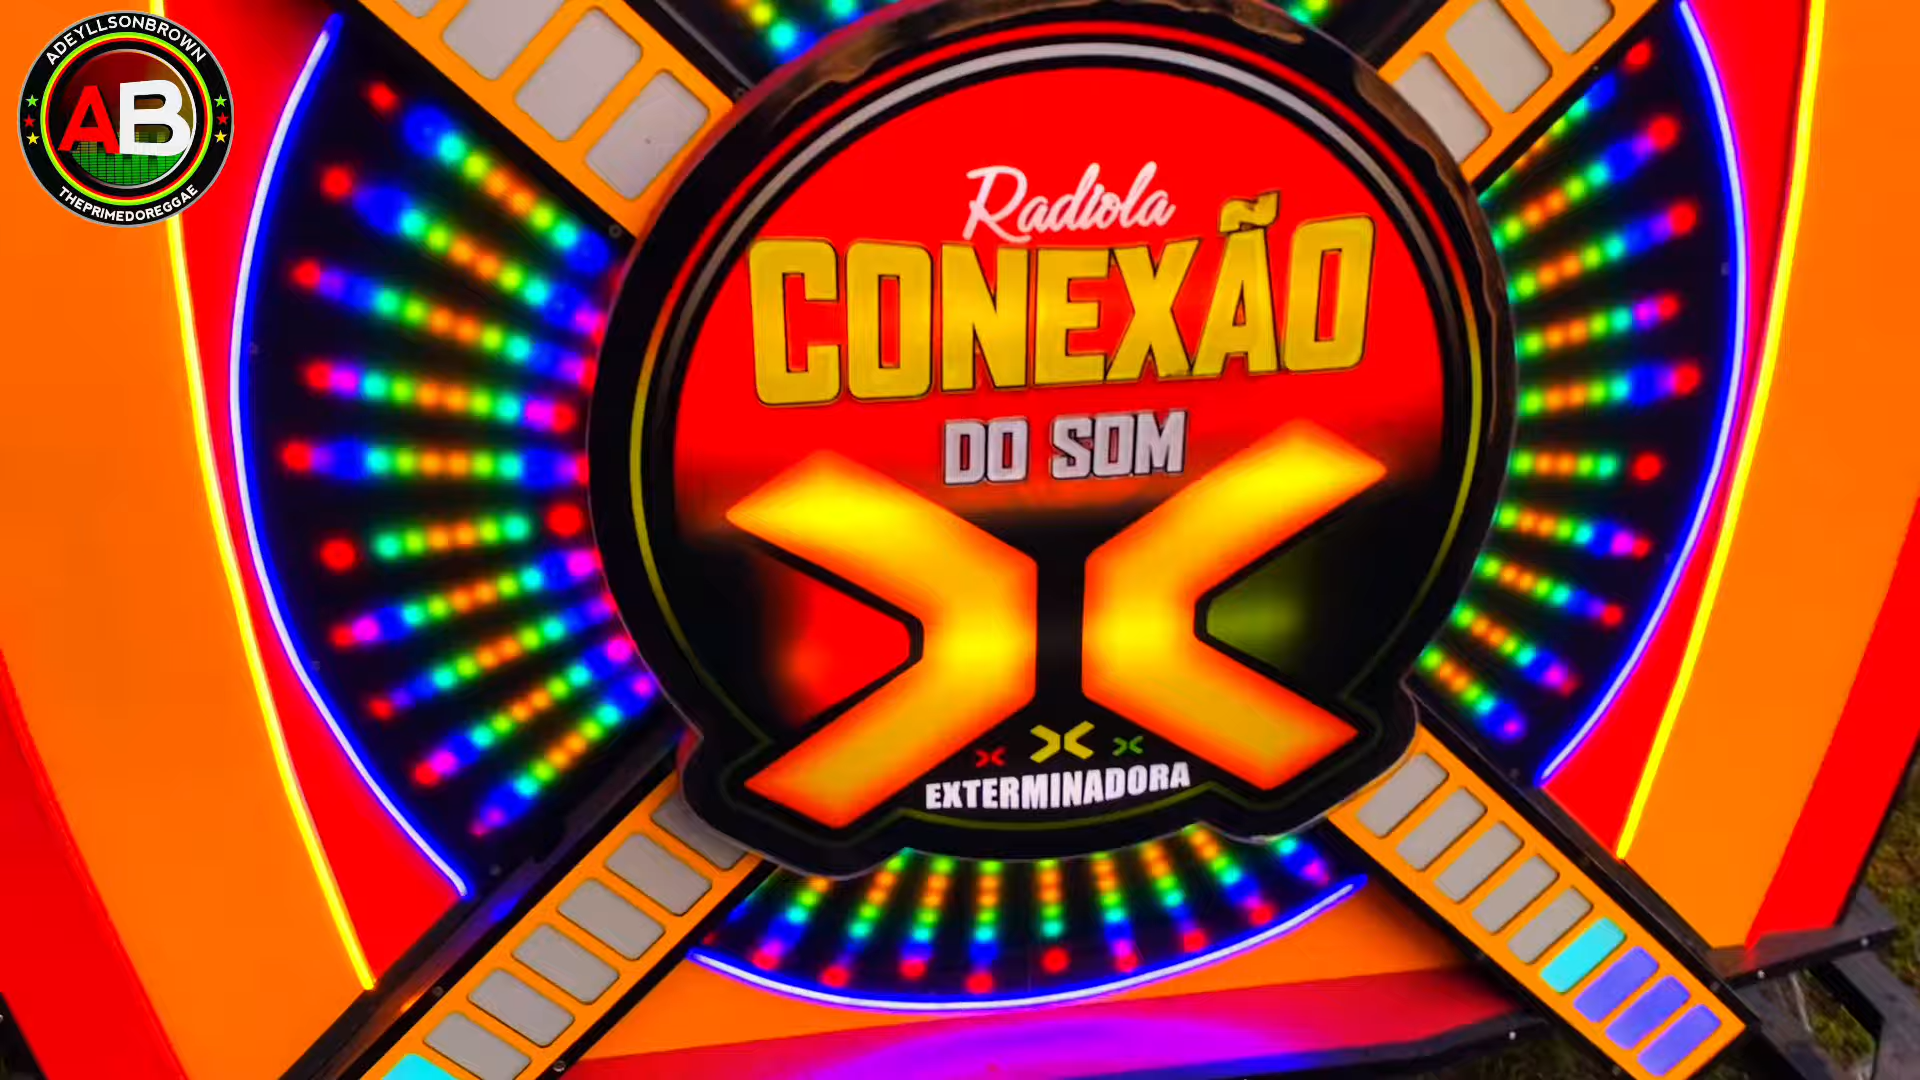 ADEYLLSONBROWN
AB
THEPRIMEDOREGGAE
Radiola
CONEXÃO
DO SOM
EXTERMINADORA